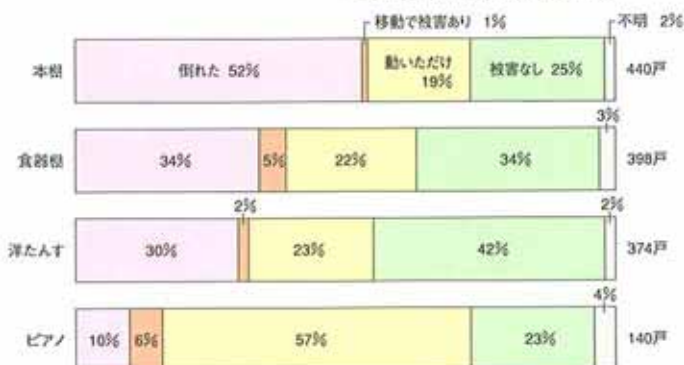 移動で被害あり 1%
不明 2%
本棚 倒れた 52% 動いただけ 19% 被害なし 25% 440戸
3%
食器棚 34% 5% 22% 34% 398戸
2% 2%
洋たんす 30% 23% 42% 374戸
4%
ピアノ 10% 6% 57% 23% 140戸